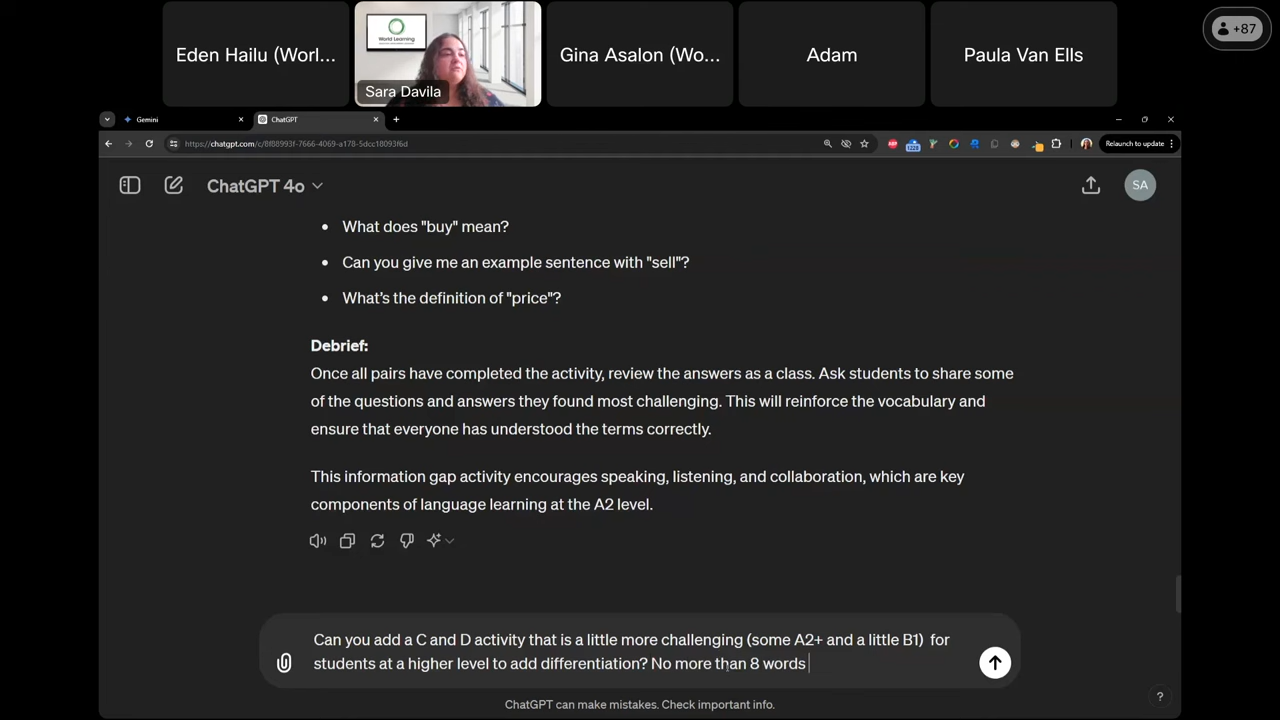 Eden Hailu (Worl...
World Learning
Sara Davila
Gina Asalon (Wo...
Adam
Paula Van Ells
+87
Gemini
ChatGPT
https://chatgpt.com/c/8f88993f-7666-4069-a178-5dcc18093f6d
Relaunch to update
ChatGPT 4o
SA
• What does "buy" mean?
• Can you give me an example sentence with "sell"?
• What's the definition of "price"?
Debrief:
Once all pairs have completed the activity, review the answers as a class. Ask students to share some
of the questions and answers they found most challenging. This will reinforce the vocabulary and
ensure that everyone has understood the terms correctly.
This information gap activity encourages speaking, listening, and collaboration, which are key
components of language learning at the A2 level.
Can you add a C and D activity that is a little more challenging (some A2+ and a little B1)  for
students at a higher level to add differentiation? No more than 8 words
ChatGPT can make mistakes. Check important info.
?